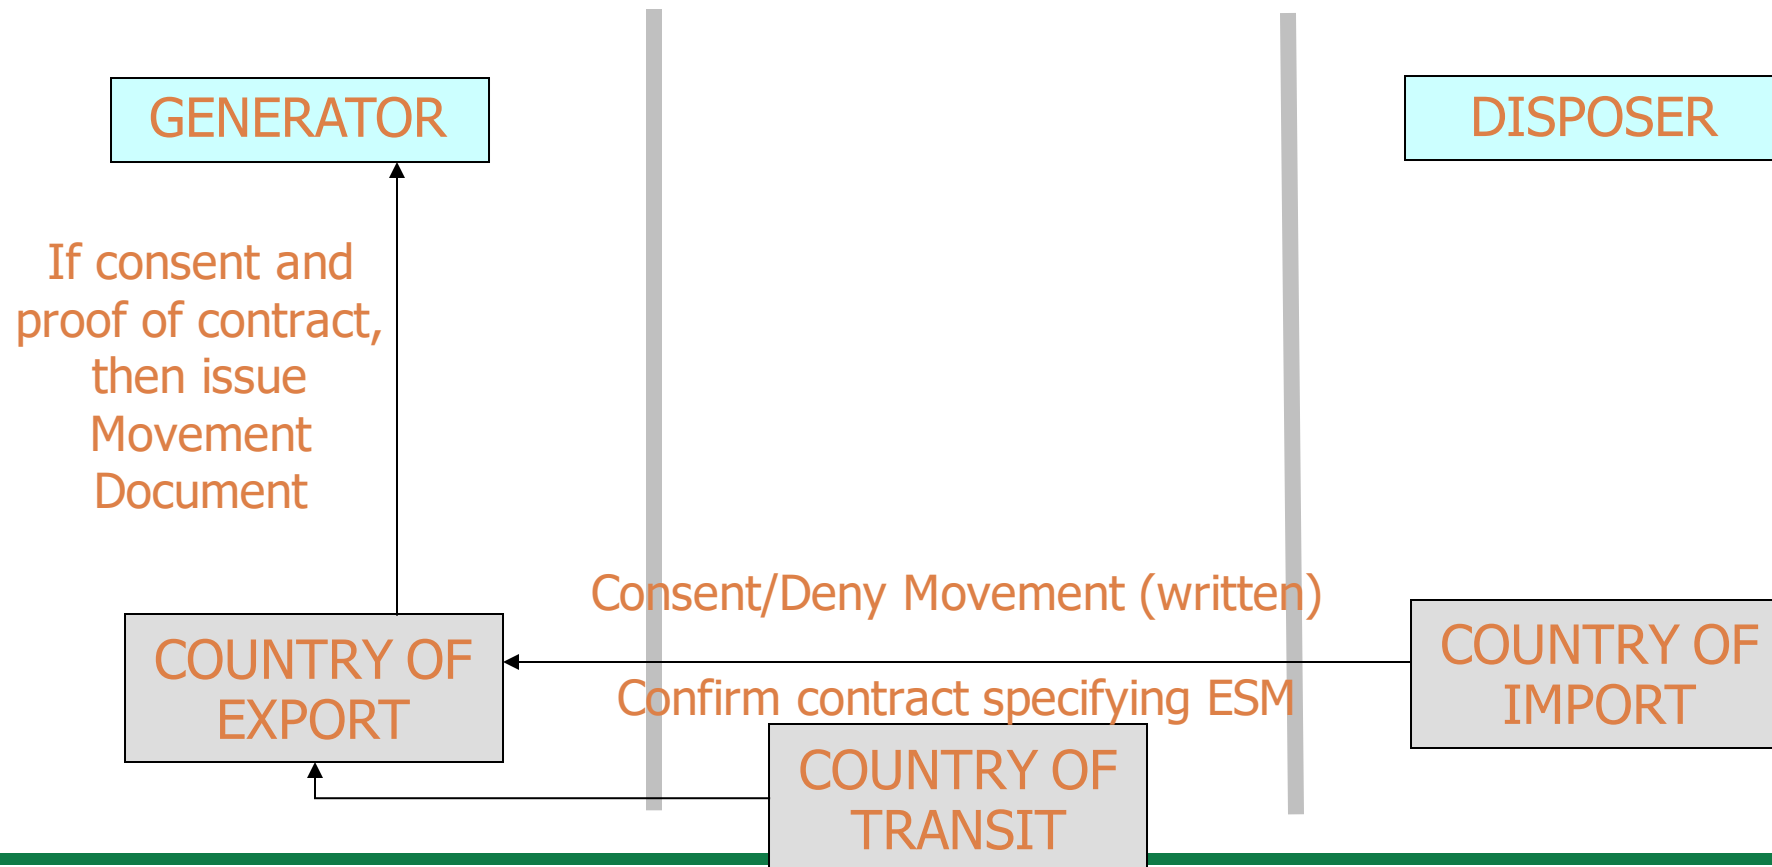 GENERATOR
DISPOSER
If consent and
proof of contract,
then issue
Movement
Document
Consent/Deny Movement (written)
COUNTRY OF
EXPORT
COUNTRY OF
IMPORT
Confirm contract specifying ESM
COUNTRY OF
TRANSIT